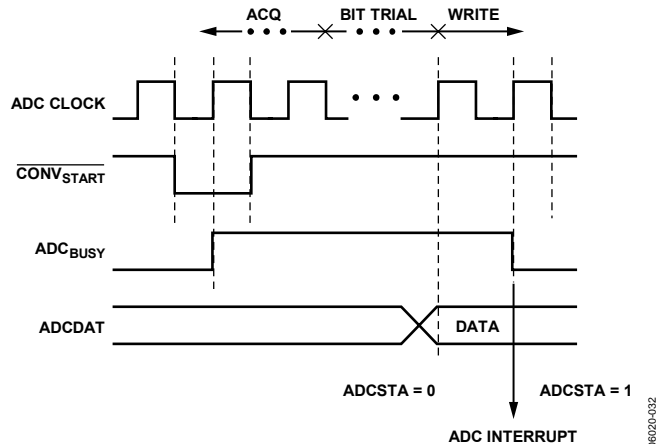 ACQ BIT TRIAL WRITE
ADC CLOCK
CONVSTART
ADCBUSY
ADCDAT DATA
ADCSTA = 0 ADCSTA = 1
ADC INTERRUPT
06020-032